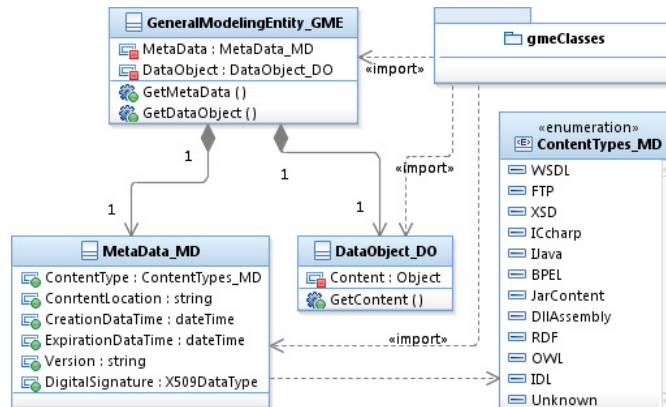 GeneralModelingEntity_GME
MetaData : MetaData_MD
DataObject : DataObject_DO
GetMetaData ()
GetDataObject ()
gmeClasses
«import»
«enumeration»
ContentTypes_MD
WSDL
FTP
XSD
ICcharp
IJava
BPEL
JarContent
DllAssembly
RDF
OWL
IDL
Unknown
1
1
«import»
1
1
MetaData_MD
ContentType : ContentTypes_MD
ConrtentLocation : string
CreationDataTime : dateTime
ExpirationDataTime : dateTime
Version : string
DigitalSignature : X509DataType
DataObject_DO
Content : Object
GetContent ()
«import»